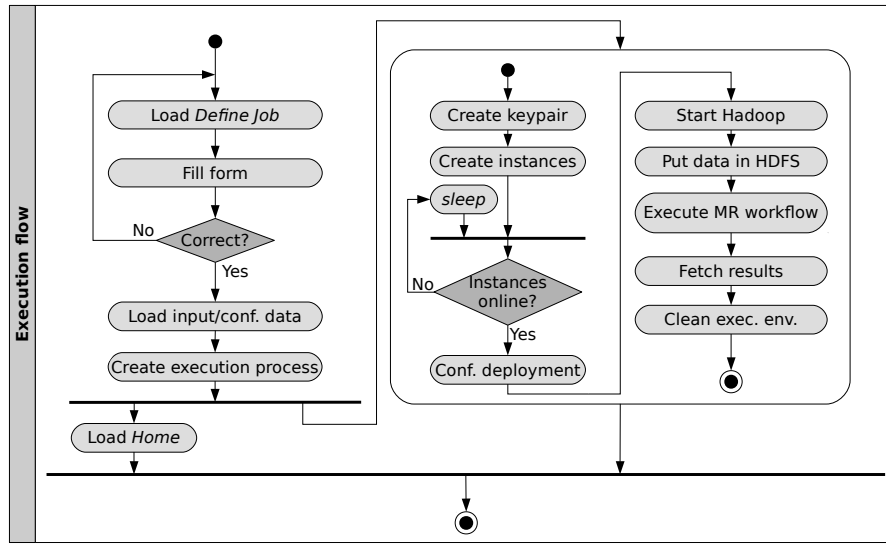 Execution flow
Load Define Job
Fill form
No
Correct?
Yes
Load input/conf. data
Create execution process
Load Home
Create keypair
Create instances
sleep
No
Instances
online?
Yes
Conf. deployment
Start Hadoop
Put data in HDFS
Execute MR workflow
Fetch results
Clean exec. env.